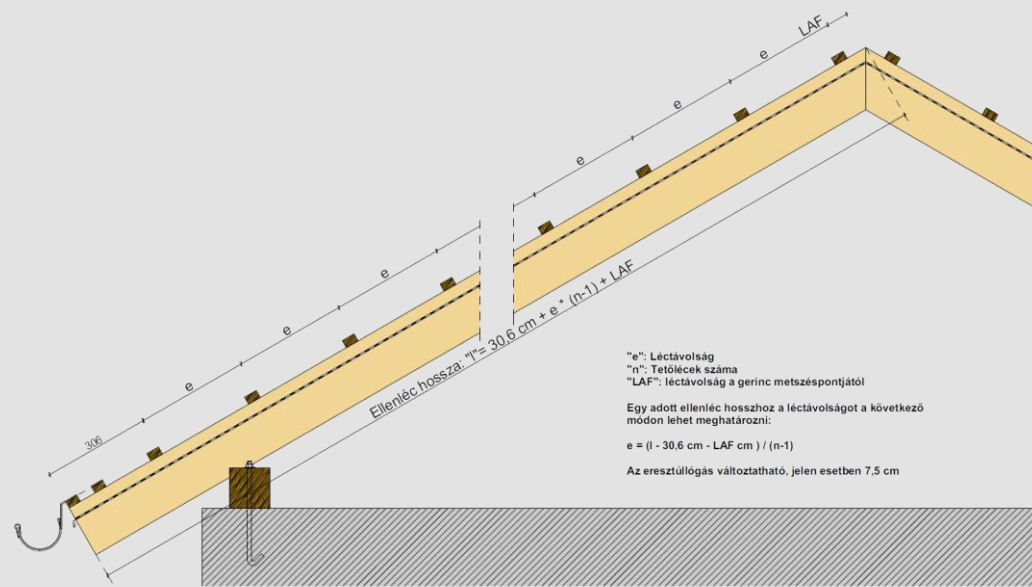 LAF
e
e
e
e
e
e
306
Ellenléc hossza: "l"= 30,6 cm + e * (n-1) + LAF
"e": Léctávolság
"n": Tetőlécek száma
"LAF": léctávolság a gerinc metszéspontjától
Egy adott ellenléc hosszhoz a léctávolságot a következő
módon lehet meghatározni:
e = (l - 30,6 cm - LAF cm ) / (n-1)
Az eresztúllógás változtatható, jelen esetben 7,5 cm